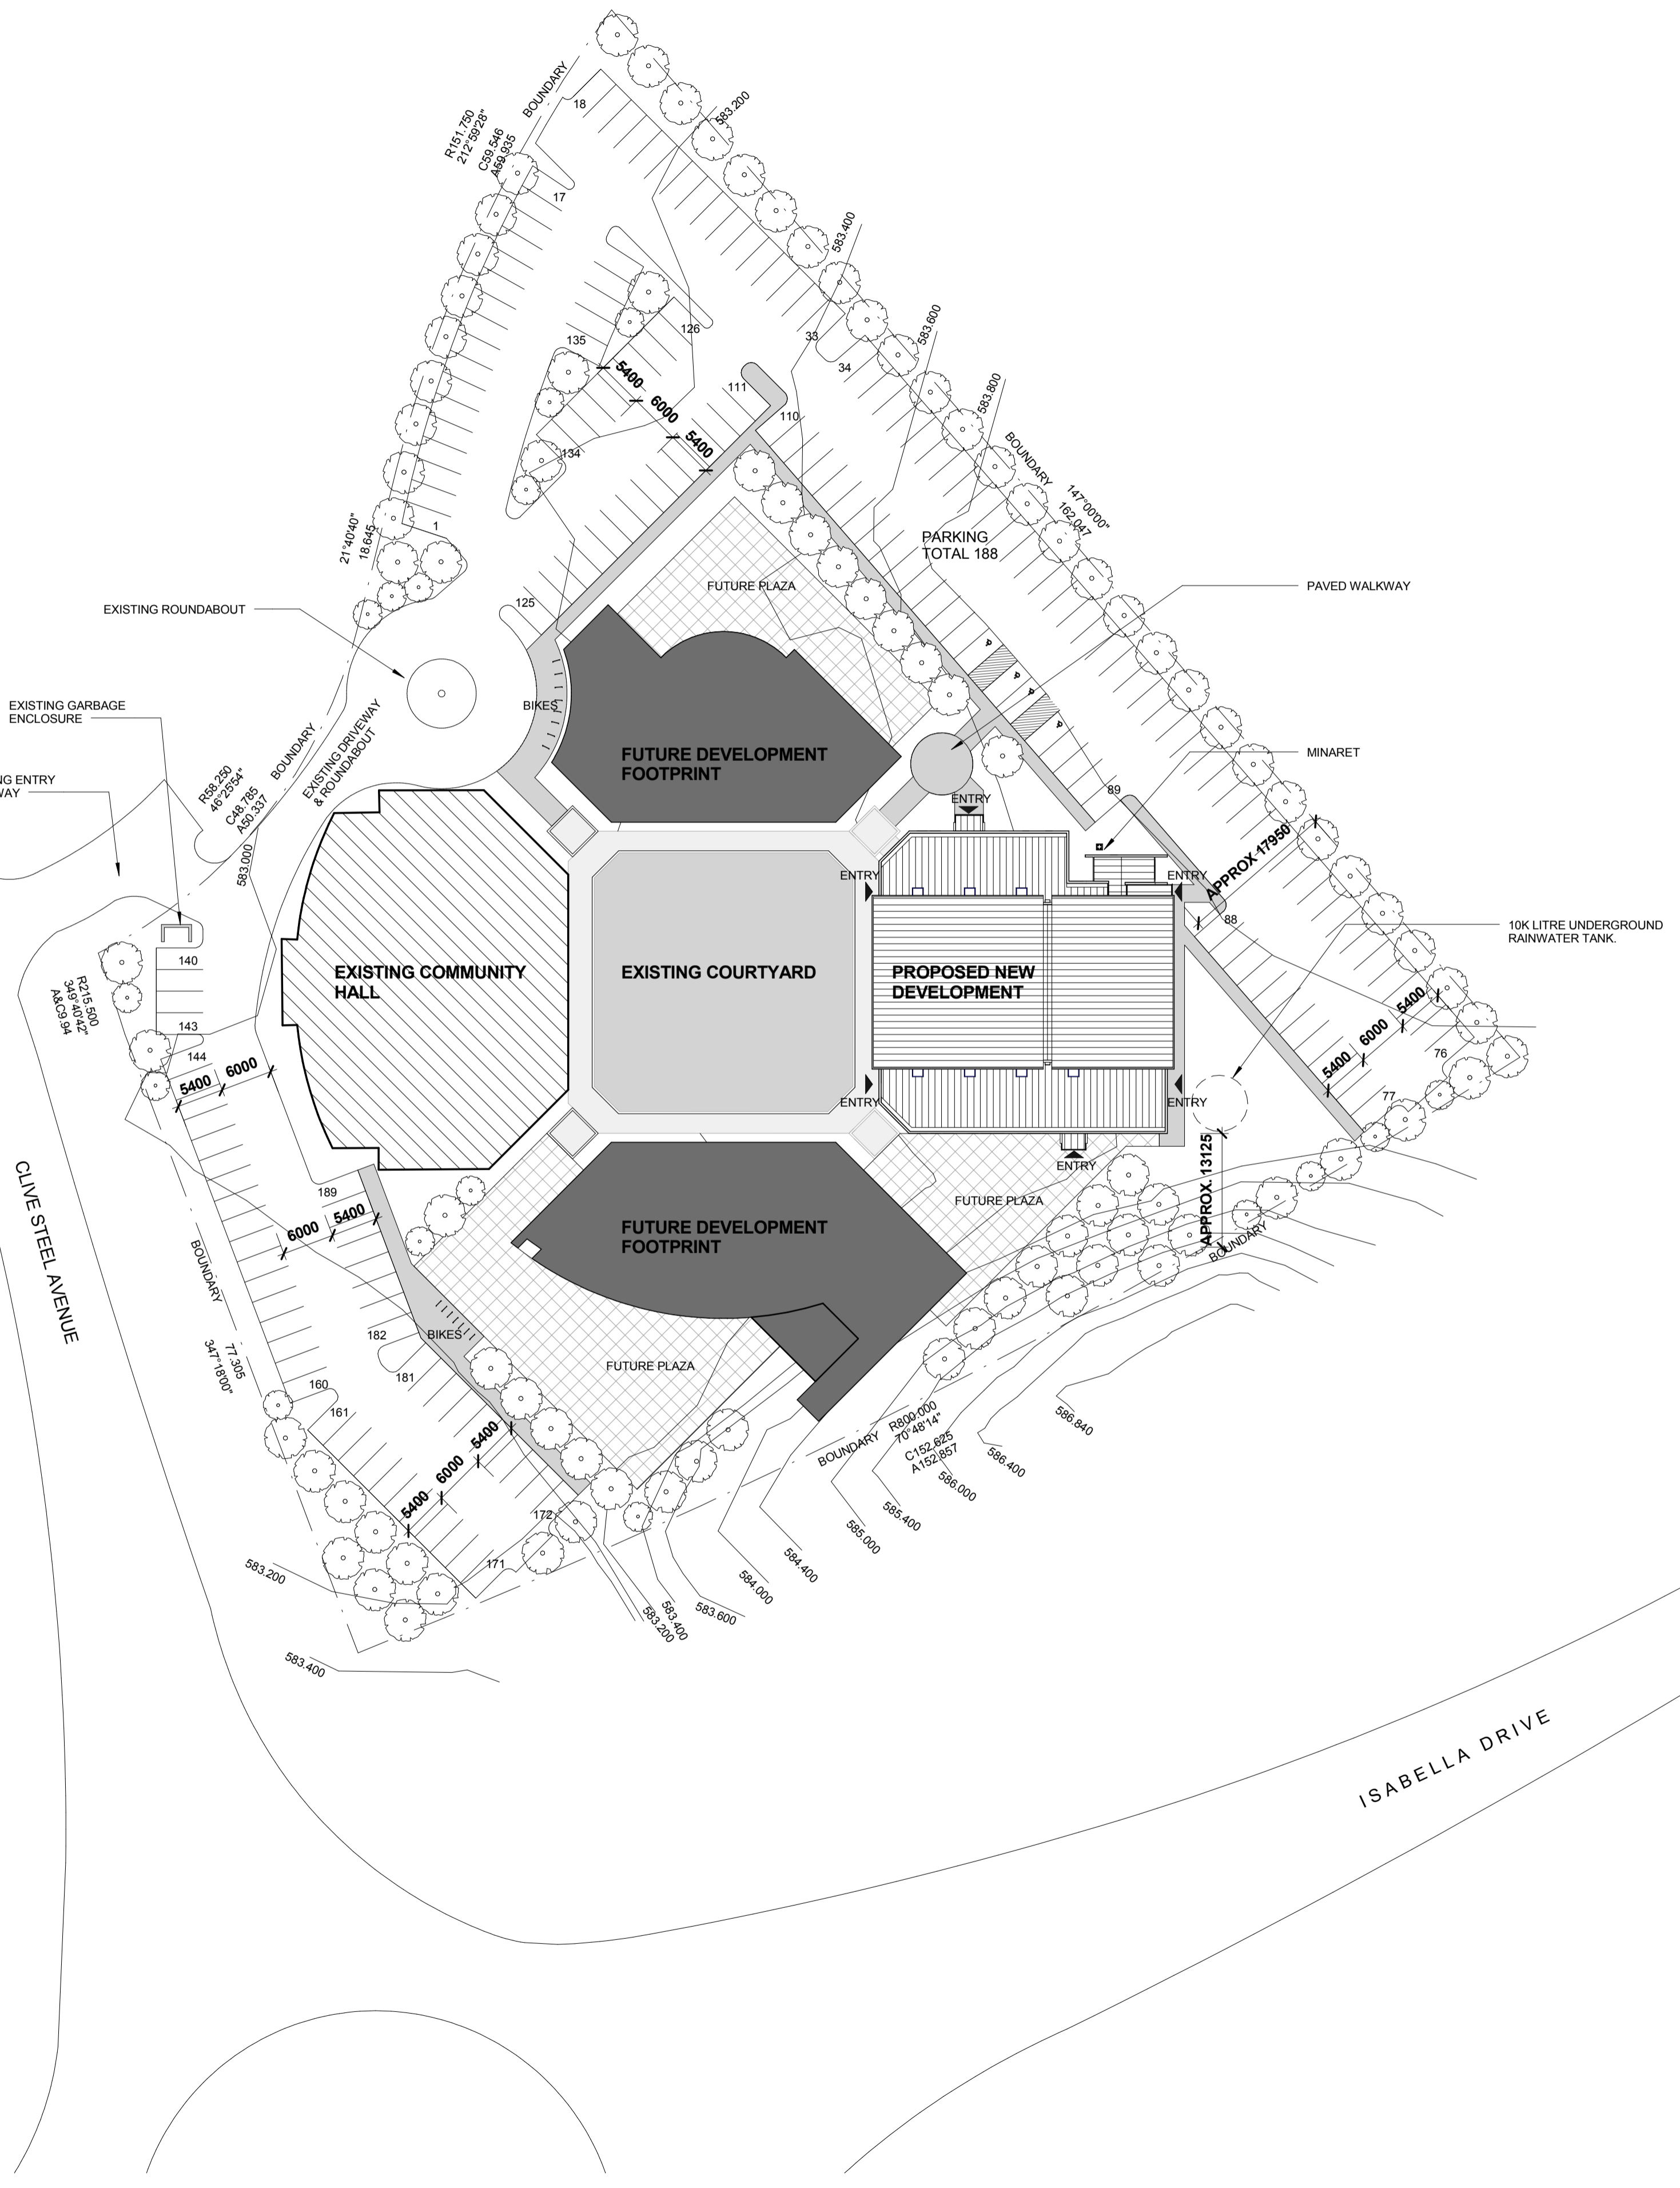 BOUNDARY
18
R151.750
212°59'28"
C59.546
A59.935
583.200
17
583.400
126
135
33
583.600
34
5400
6000
5400
111
110
583.800
134
BOUNDARY
147°00'00"
162.047
21°40'40"
18.645
1
PARKING
TOTAL 188
FUTURE PLAZA
PAVED WALKWAY
EXISTING ROUNDABOUT
125
BIKES
EXISTING GARBAGE
ENCLOSURE
BOUNDARY
EXISTING DRIVEWAY
& ROUNDABOUT
FUTURE DEVELOPMENT
FOOTPRINT
MINARET
NG ENTRY
WAY
R58.250
46°25'54"
C48.785
A50.337
ENTRY
89
583.000
ENTRY
ENTRY
APPROX 17950
88
10K LITRE UNDERGROUND
RAINWATER TANK.
140
EXISTING COMMUNITY
HALL
EXISTING COURTYARD
PROPOSED NEW
DEVELOPMENT
R215.500
349°40'42"
A&C9.94
143
144
5400
6000
5400
6000
5400
76
77
ENTRY
ENTRY
ENTRY
APPROX. 13125
CLIVE STEEL AVENUE
189
6000
5400
FUTURE PLAZA
FUTURE DEVELOPMENT
FOOTPRINT
BOUNDARY
BOUNDARY
182
BIKES
181
FUTURE PLAZA
77.305
347°18'00"
160
161
5400
6000
5400
BOUNDARY
R800.000
70°48'14"
C152.625
A152.857
586.840
586.400
586.000
585.400
585.000
584.400
584.000
172
171
583.200
583.600
583.400
583.200
583.400
ISABELLA DRIVE